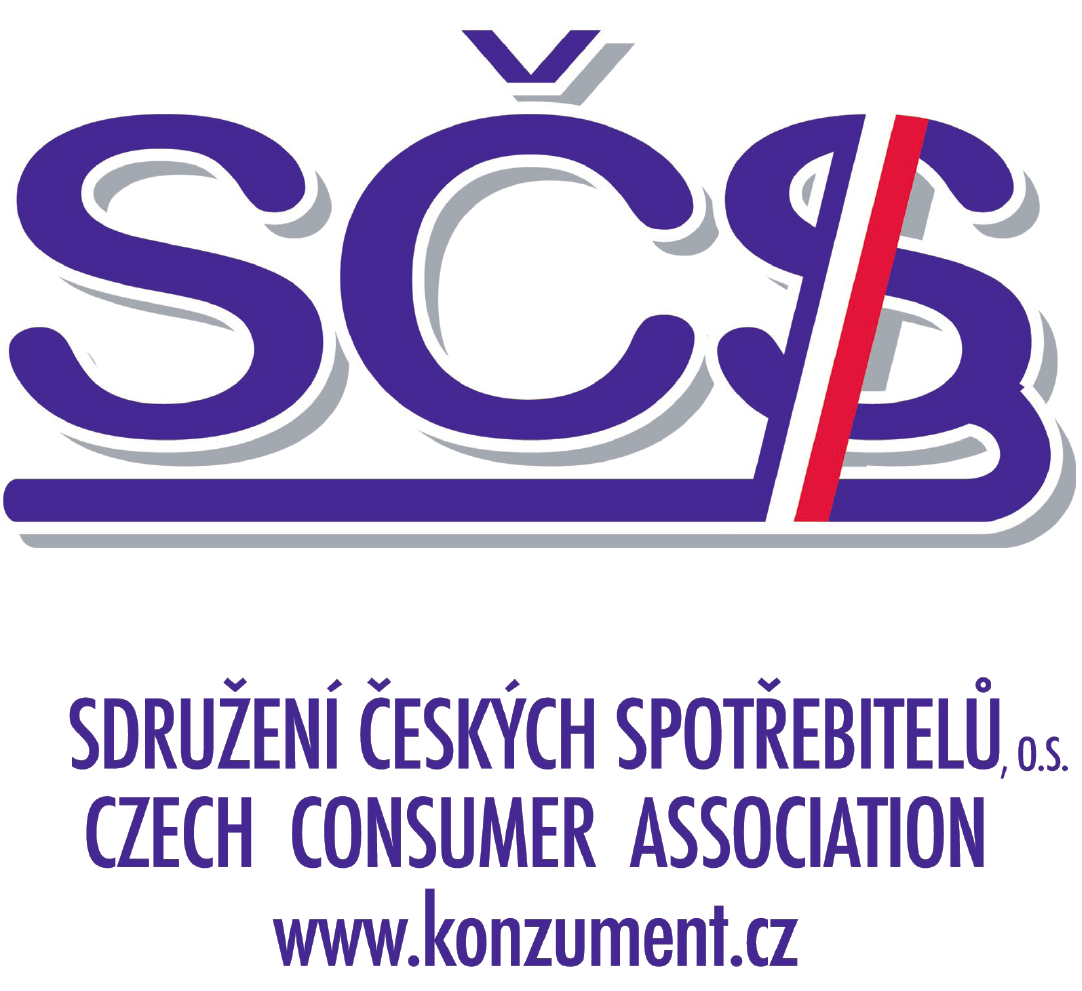 SČS
SDRUŽENÍ ČESKÝCH SPOTŘEBITELŮ, O.S.
CZECH CONSUMER ASSOCIATION
www.konzument.cz